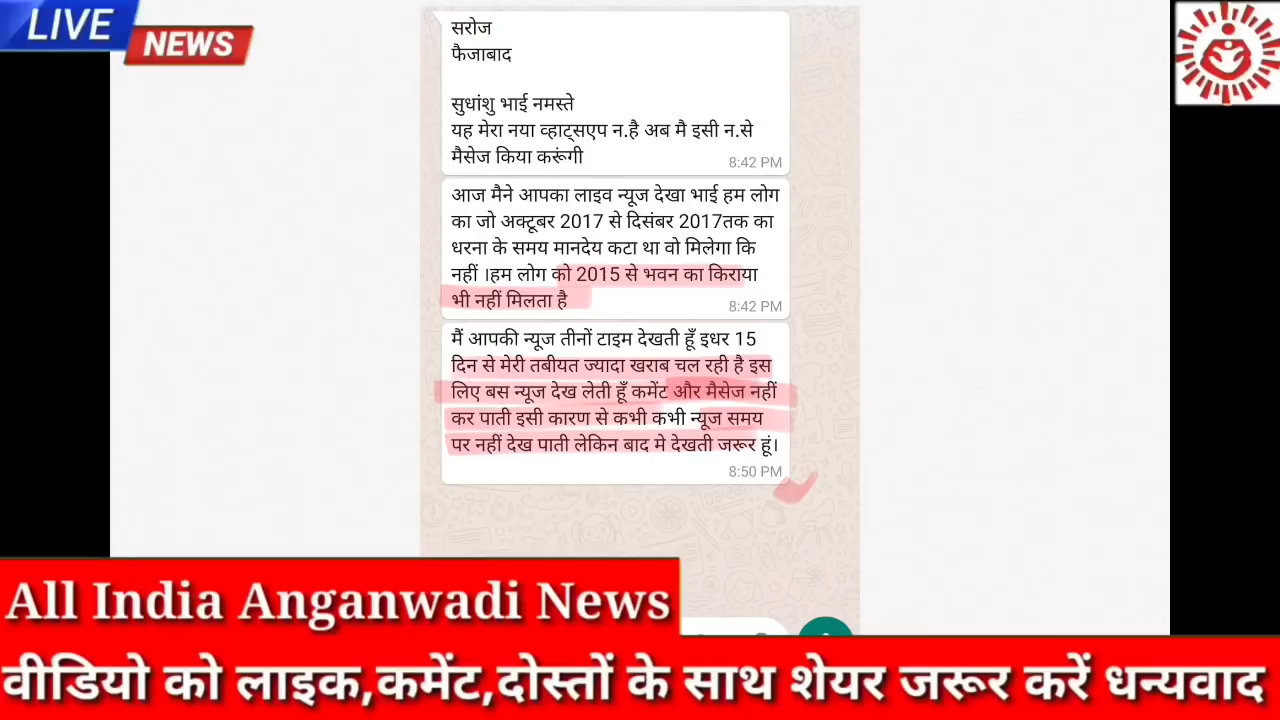 LIVE
NEWS
सरोज
फैजाबाद
सुधांशु भाई नमस्ते
यह मेरा नया व्हाट्सएप न.है अब मै इसी न.से
मैसेज किया करूंगी
8:42 PM
आज मैने आपका लाइव न्यूज देखा भाई हम लोग
का जो अक्टूबर 2017 से दिसंबर 2017तक का
धरना के समय मानदेय कटा था वो मिलेगा कि
नहीं ।हम लोग को 2015 से भवन का किराया
भी नहीं मिलता है
8:42 PM
मैं आपकी न्यूज तीनों टाइम देखती हूँ इधर 15
दिन से मेरी तबीयत ज्यादा खराब चल रही है इस
लिए बस न्यूज देख लेती हूँ कमेंट और मैसेज नहीं
कर पाती इसी कारण से कभी कभी न्यूज समय
पर नहीं देख पाती लेकिन बाद मे देखती जरूर हूं।
8:50 PM
All India Anganwadi News
वीडियो को लाइक,कमेंट,दोस्तों के साथ शेयर जरूर करें धन्यवाद